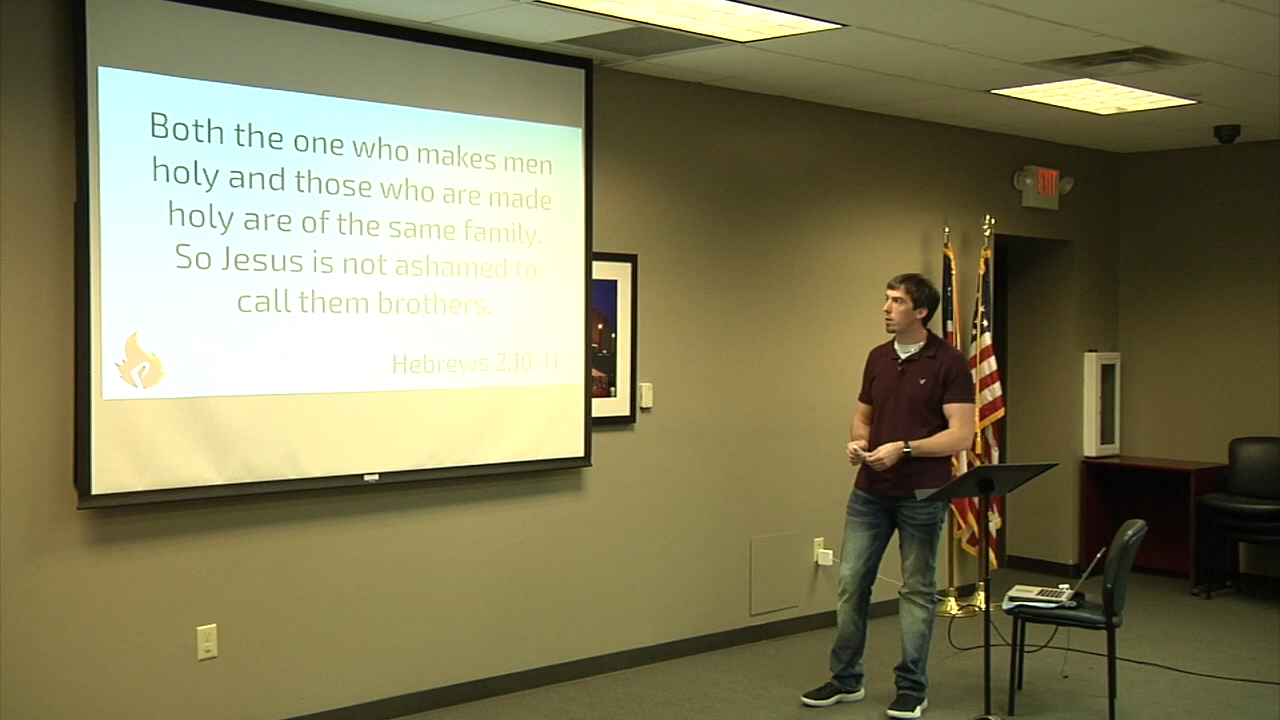 Both the one who makes men
holy and those who are made
holy are of the same family.
So Jesus is not ashamed to
call them brothers.
Hebrews 2:10-11
EXIT